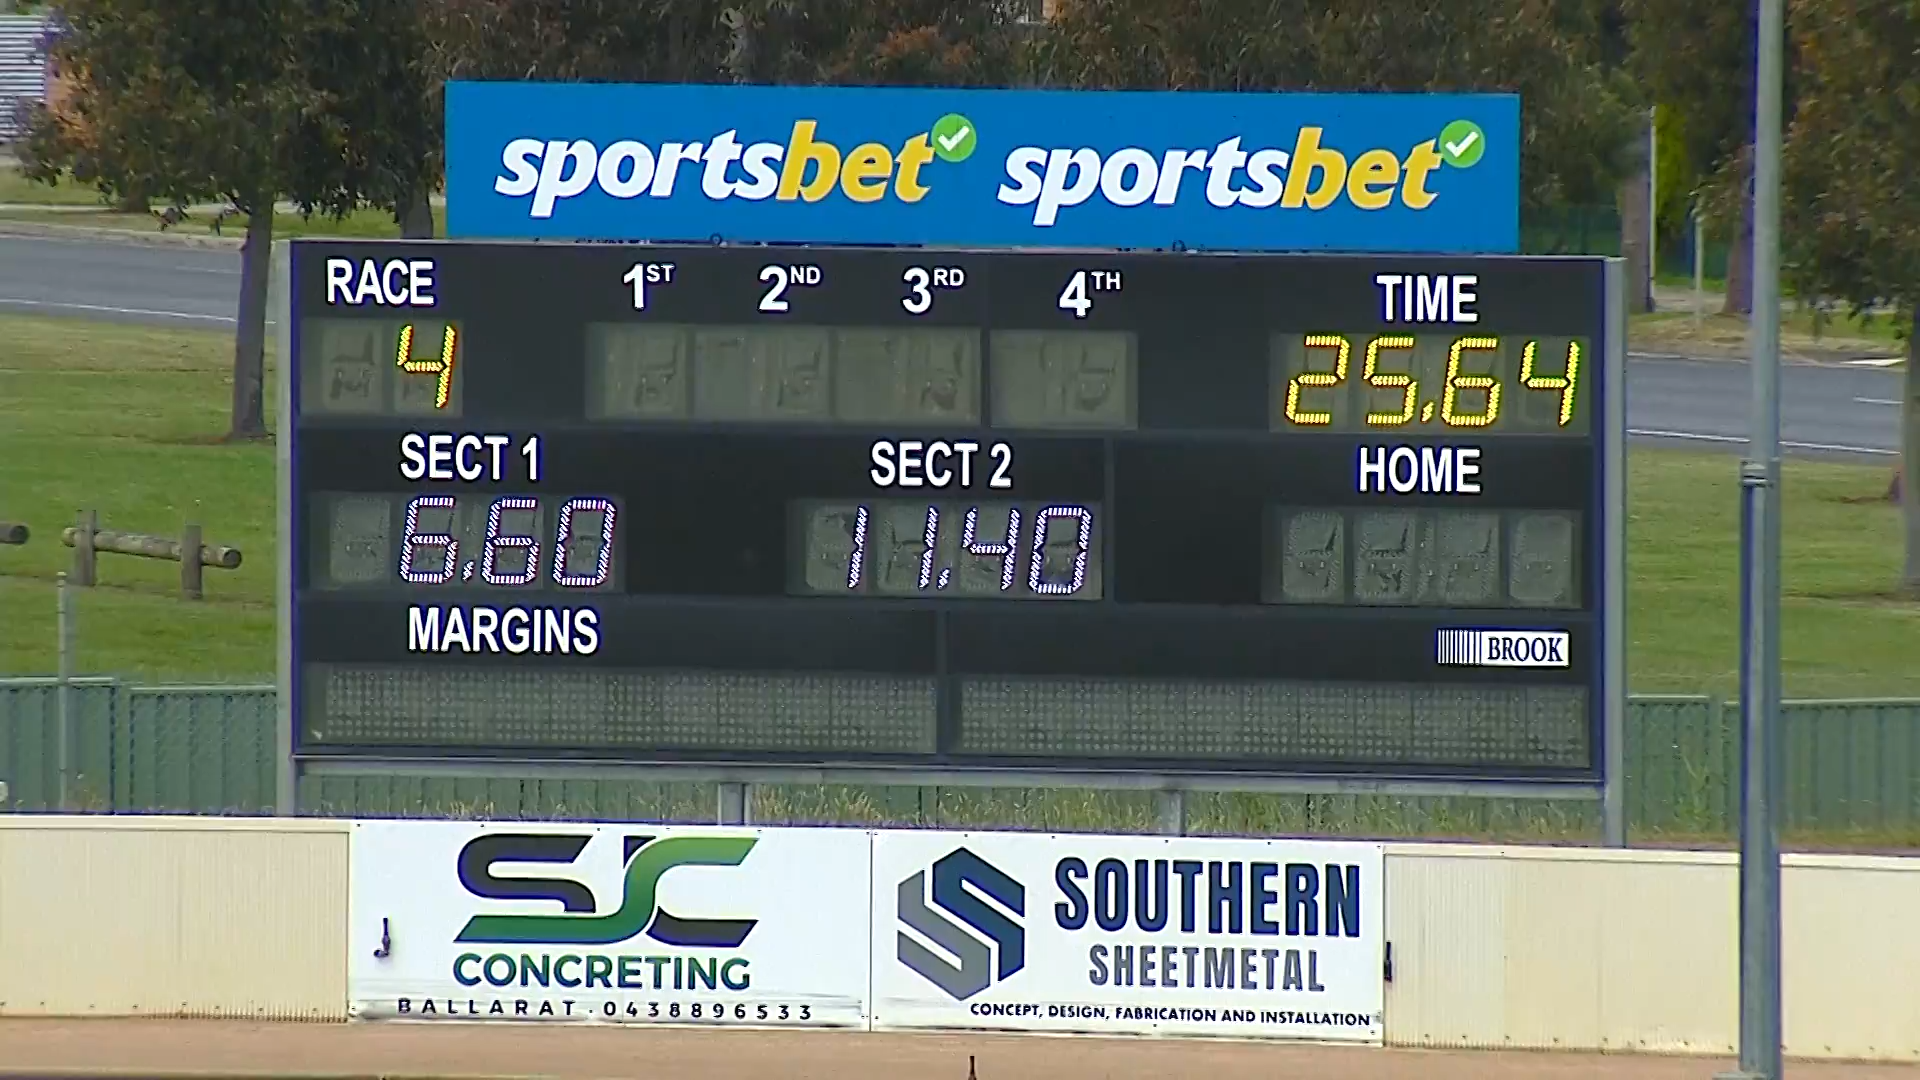 sportsbet sportsbet
RACE 1ST 2ND 3RD 4TH TIME
4 25.64
SECT 1 SECT 2 HOME
6.60 11.40
MARGINS
BROOK
SJC
CONCRETING
BALLARAT · 0438896533
SOUTHERN
SHEETMETAL
CONCEPT, DESIGN, FABRICATION AND INSTALLATION